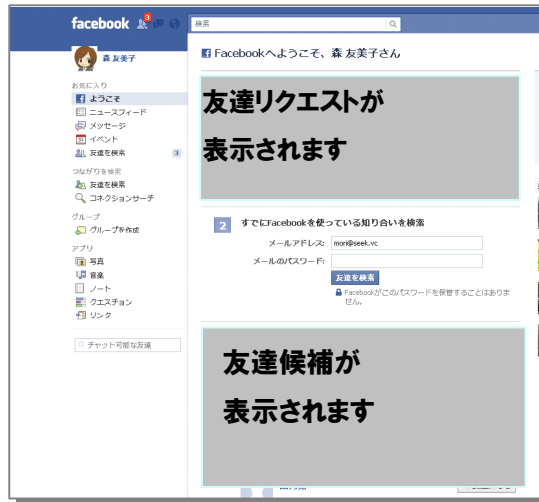 facebook
3
検索
森 友美子
Facebookへようこそ、森 友美子さん
お気に入り
ようこそ
ニュースフィード
メッセージ
イベント
友達を検索 3
つながりを検索
友達を検索
コネクションサーチ
グループ
グループを作成
アプリ
写真
音楽
ノート
クエスチョン
リンク
チャット可能な友達
友達リクエストが
表示されます
2 すでにFacebookを使っている知り合いを検索
メールアドレス: mori@seek.vc
メールのパスワード:
友達を検索
Facebookがこのパスワードを保管することはありま
せん。
友達候補が
表示されます